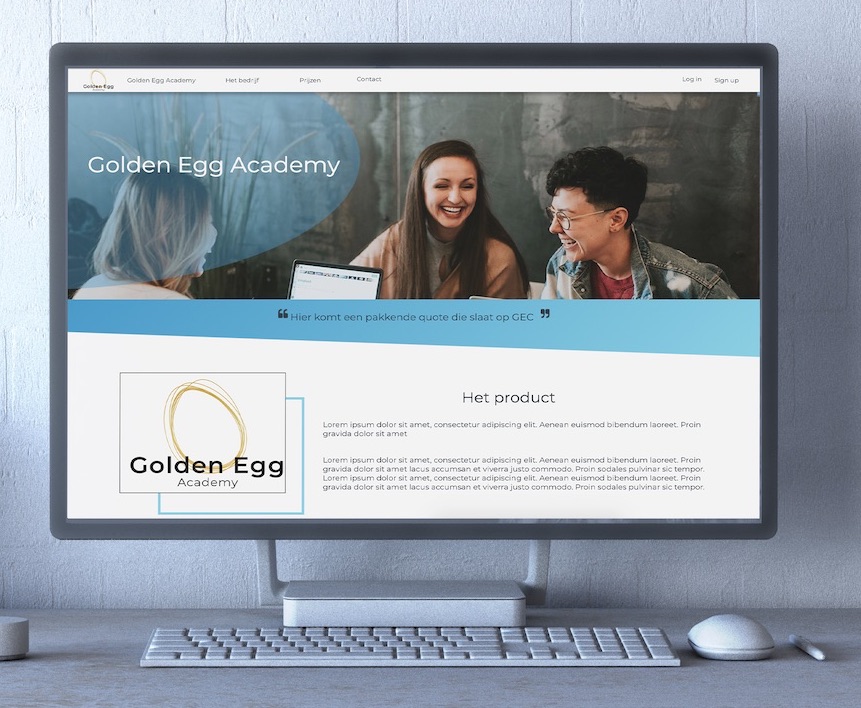 Golden Egg
Golden Egg Academy Het bedrijf Prijzen Contact Log in Sign up
Golden Egg Academy
“ Hier komt een pakkende quote die slaat op GEC ”
Het product
Lorem ipsum dolor sit amet, consectetur adipiscing elit. Aenean euismod bibendum laoreet. Proin
gravida dolor sit amet
Lorem ipsum dolor sit amet, consectetur adipiscing elit. Aenean euismod bibendum laoreet. Proin
gravida dolor sit amet lacus accumsan et viverra justo commodo. Proin sodales pulvinar sic tempor.
Lorem ipsum dolor sit amet, consectetur adipiscing elit. Aenean euismod bibendum laoreet. Proin
gravida dolor sit amet lacus accumsan et viverra justo commodo. Proin sodales pulvinar sic tempor.
Golden Egg
Academy